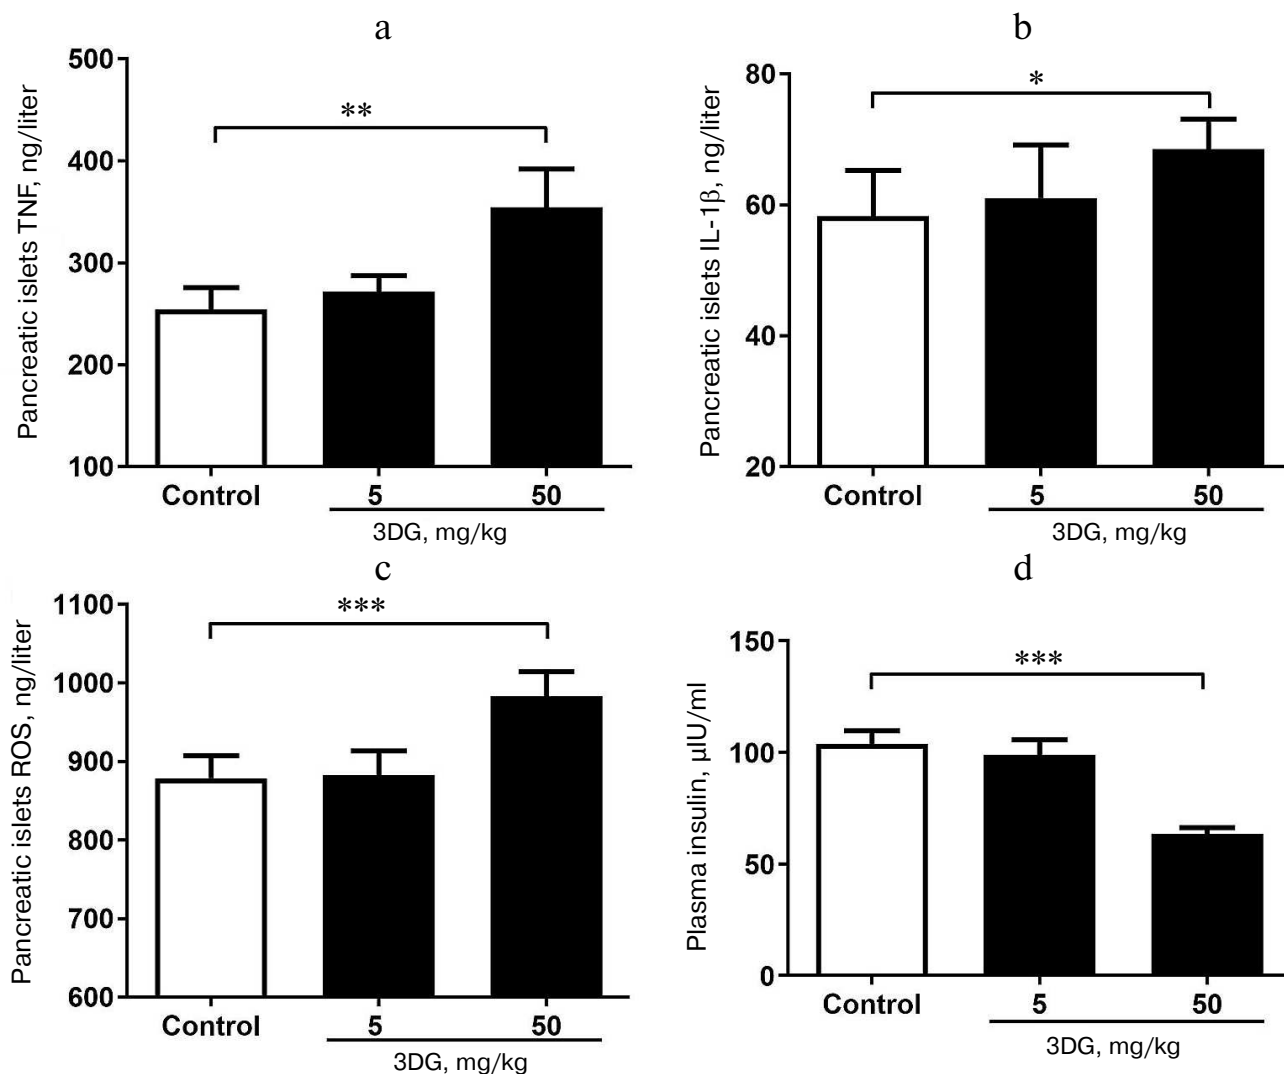 a
Pancreatic islets TNF, ng/liter
500
400
300
200
100
**
Control 5 50
3DG, mg/kg
b
Pancreatic islets IL-1β, ng/liter
80
60
40
20
*
Control 5 50
3DG, mg/kg
c
Pancreatic islets ROS, ng/liter
1100
1000
900
800
700
600
***
Control 5 50
3DG, mg/kg
d
Plasma insulin, μIU/ml
150
100
50
0
***
Control 5 50
3DG, mg/kg